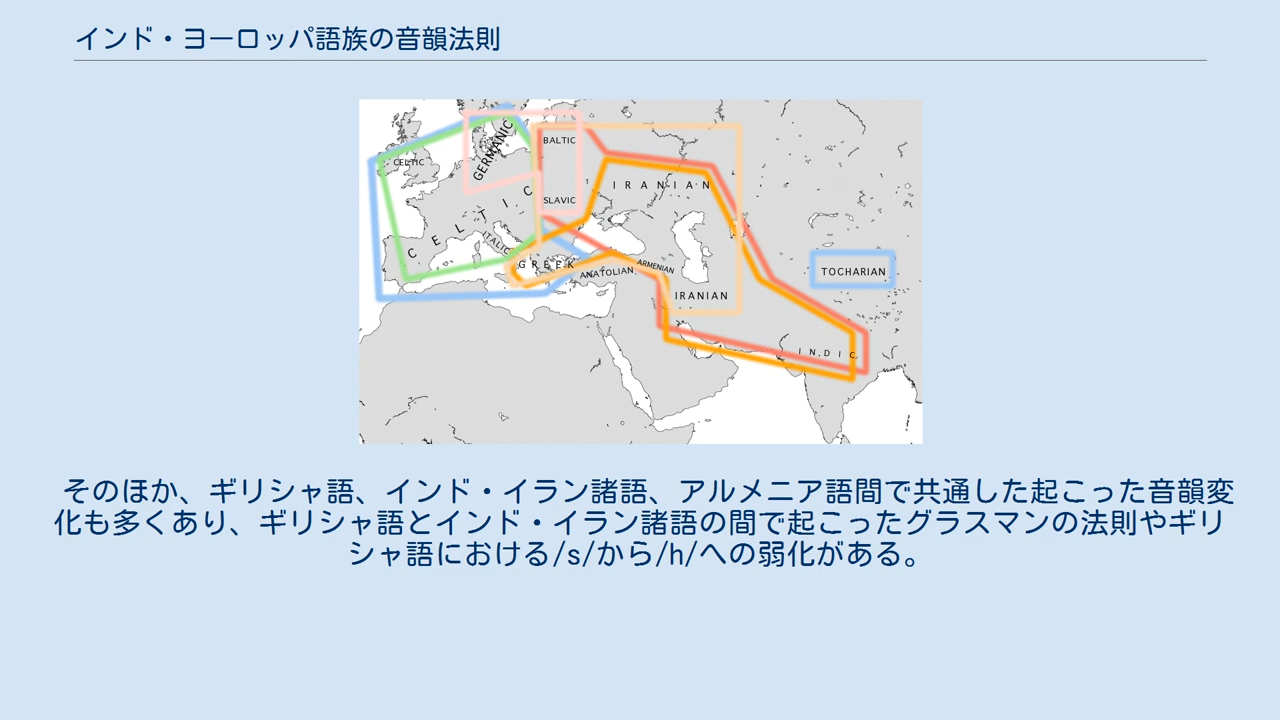 インド・ヨーロッパ語族の音韻法則
CELTIC
GERMANIC
BALTIC
SLAVIC
IRANIAN
CELTIC
ITALIC
GREEK
ANATOLIAN
ARMENIAN
IRANIAN
TOCHARIAN
INDIC
そのほか、ギリシャ語、インド・イラン諸語、アルメニア語間で共通した起こった音韻変
化も多くあり、ギリシャ語とインド・イラン諸語の間で起こったグラスマンの法則やギリ
シャ語における/s/から/h/への弱化がある。